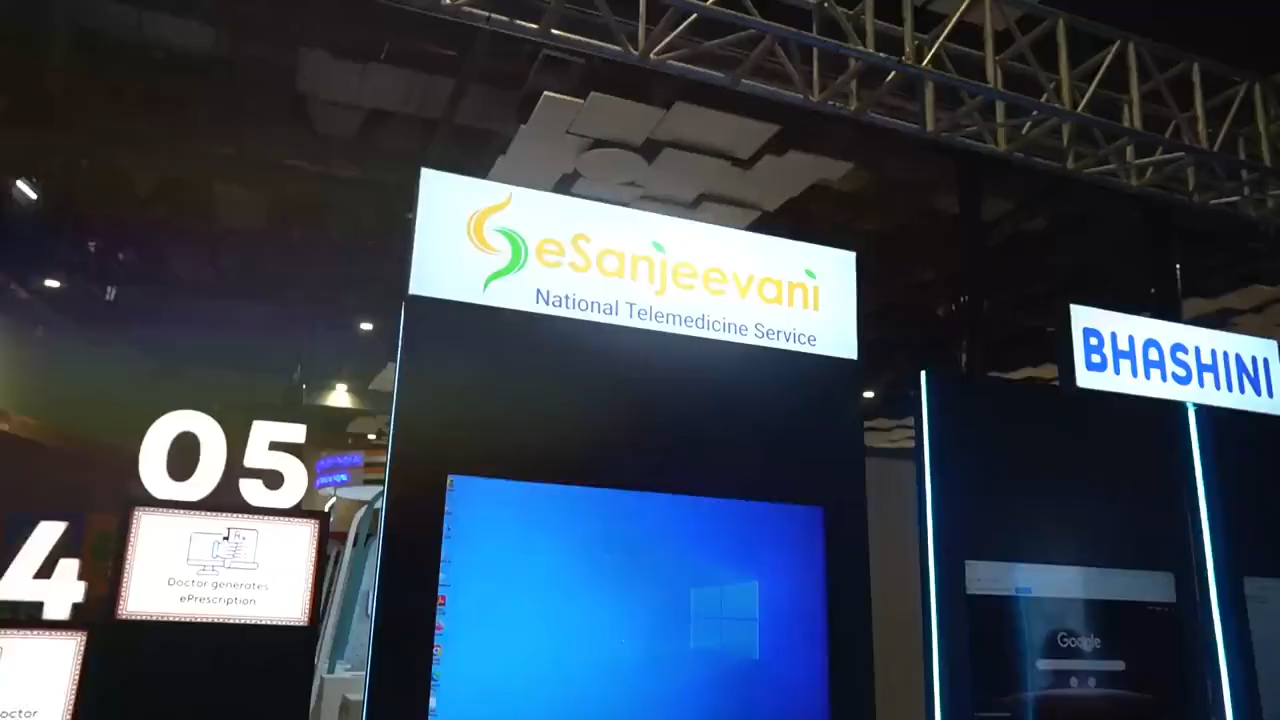 eSanjeevani
National Telemedicine Service
BHASHINI
05
Doctor generates
ePrescription
4
Google